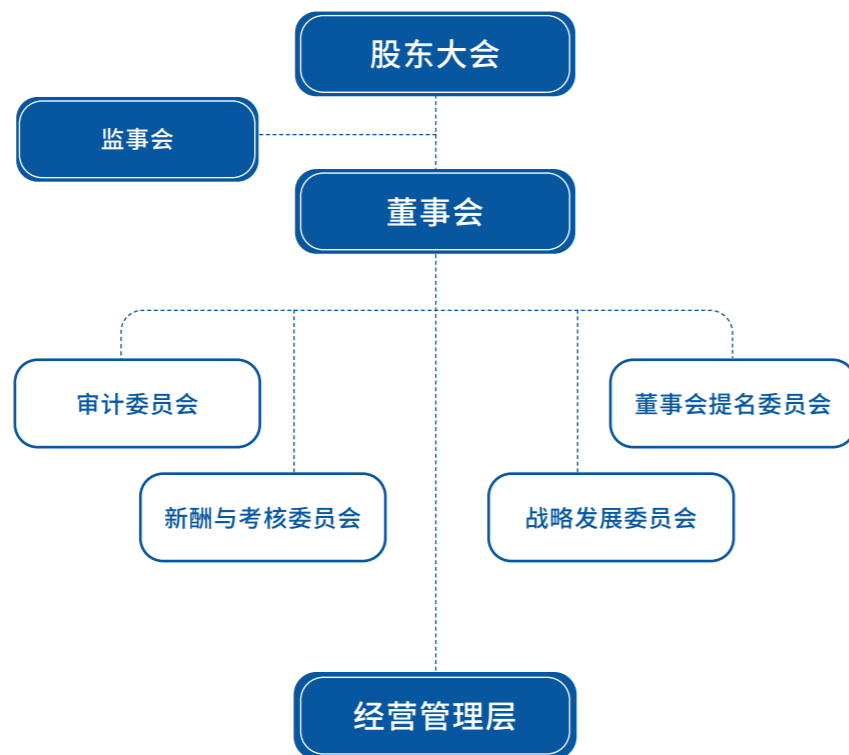 股东大会
监事会
董事会
审计委员会
董事会提名委员会
新酬与考核委员会
战略发展委员会
经营管理层